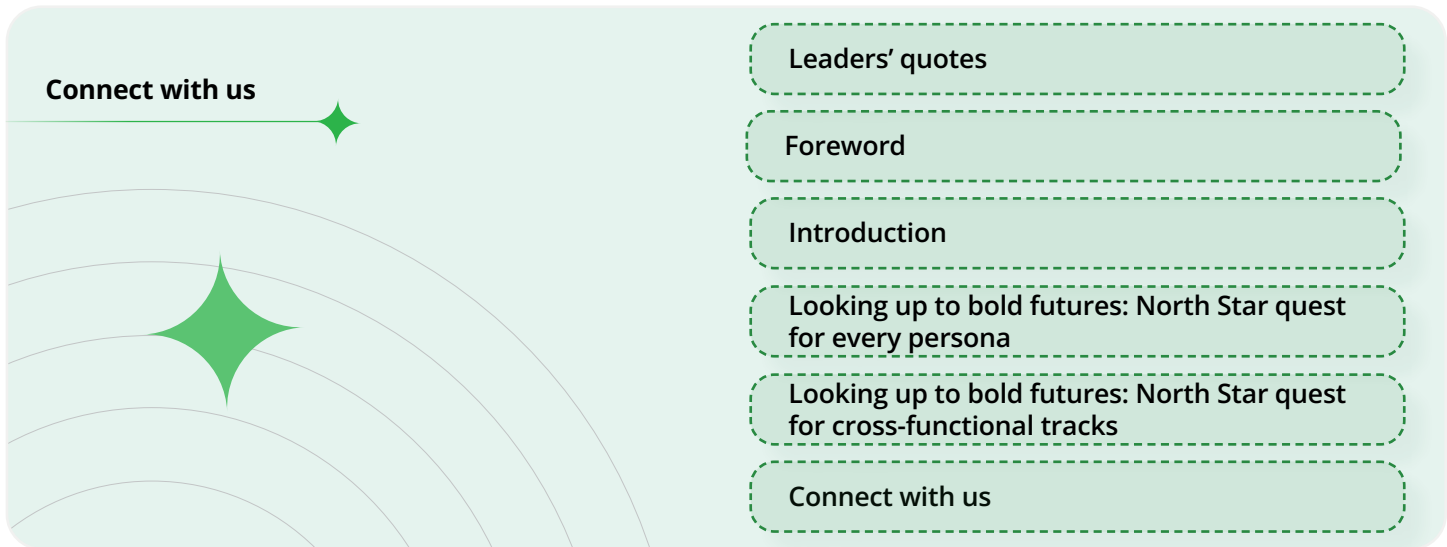 Connect with us
Leaders’ quotes
Foreword
Introduction
Looking up to bold futures: North Star quest
for every persona
Looking up to bold futures: North Star quest
for cross-functional tracks
Connect with us